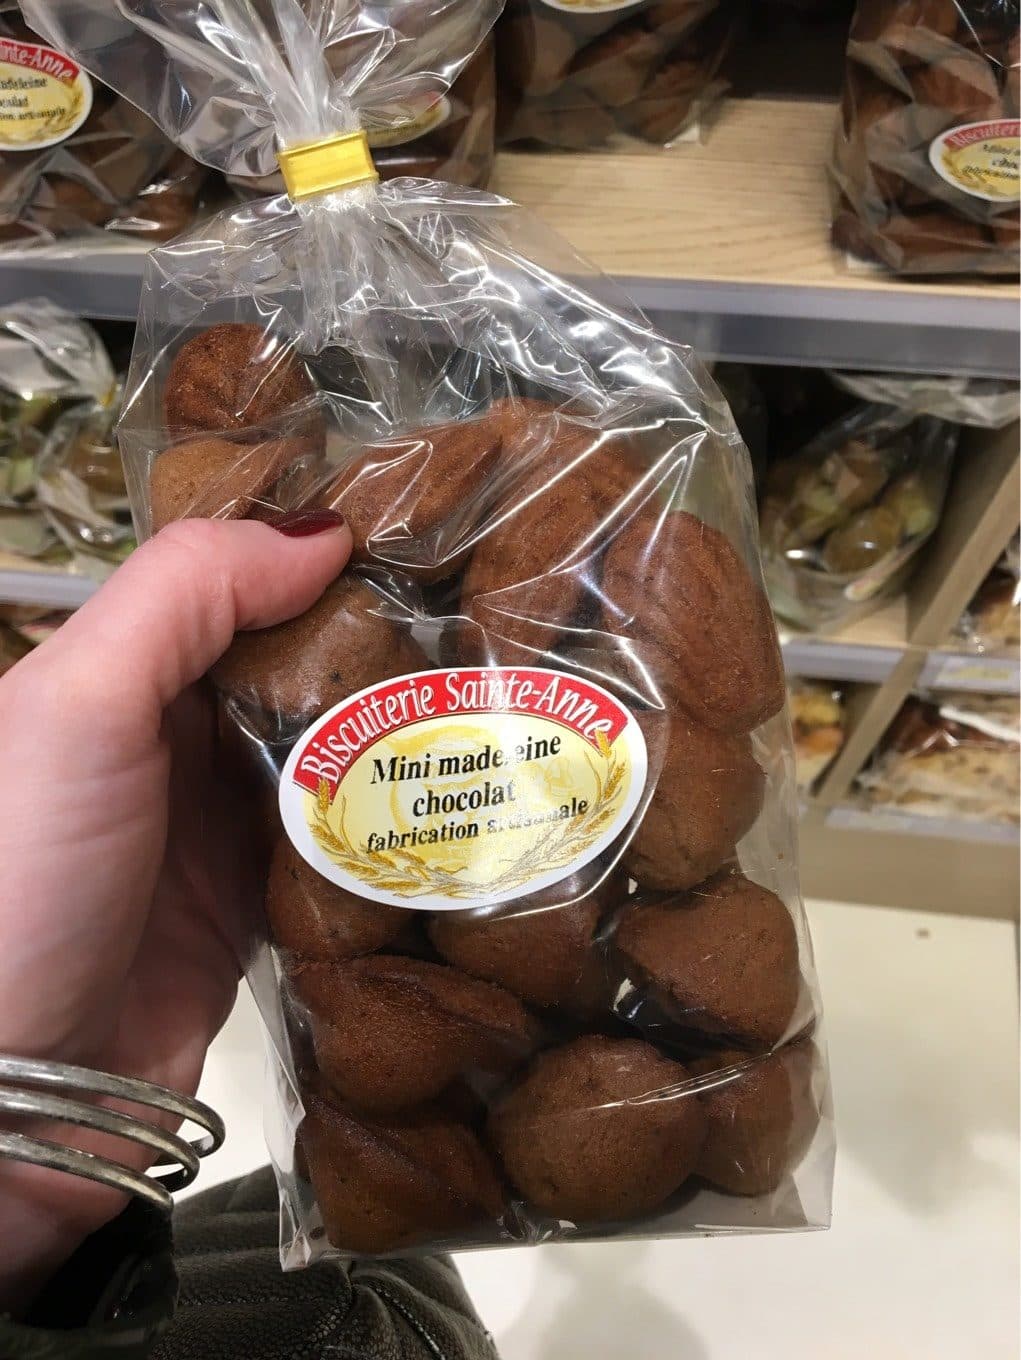 Biscuiterie Sainte-Anne
Mini madeleine
chocolat
fabrication artisanale